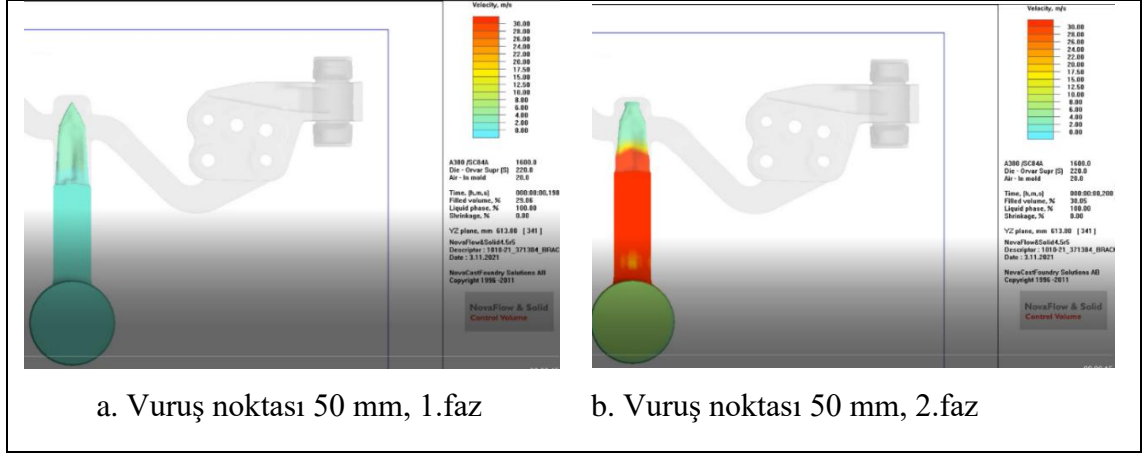 Velocity, m/s
30.00
28.00
26.00
24.00
22.00
20.00
17.50
15.00
12.50
10.00
8.00
6.00
4.00
2.00
0.00
A380 /SC84A 1600.0
Die - Orvar Supr (S) 220.0
Air - In mold 20.0
Time, [h,m,s] 000:00:00,198
Filled volume, % 29.06
Liquid phase, % 100.00
Shrinkage, % 0.00
YZ plane, mm 613.00 [ 341 ]
NovaFlow&Solid4.5r5
Descriptor : 1010-21_371304_BRAC
Date : 3.11.2021
NovaCastFoundry Solutions AB
Copyright 1996 -2011
NovaFlow & Solid
Control Volume
Velocity, m/s
30.00
28.00
26.00
24.00
22.00
20.00
17.50
15.00
12.50
10.00
8.00
6.00
4.00
2.00
0.00
A380 /SC84A 1600.0
Die - Orvar Supr (S) 220.0
Air - In mold 20.0
Time, [h,m,s] 000:00:00,200
Filled volume, % 30.05
Liquid phase, % 100.00
Shrinkage, % 0.00
YZ plane, mm 613.00 [ 341 ]
NovaFlow&Solid4.5r5
Descriptor : 1010-21_371304_BRAC
Date : 3.11.2021
NovaCastFoundry Solutions AB
Copyright 1996 -2011
NovaFlow & Solid
Control Volume
a. Vuruş noktası 50 mm, 1.faz
b. Vuruş noktası 50 mm, 2.faz